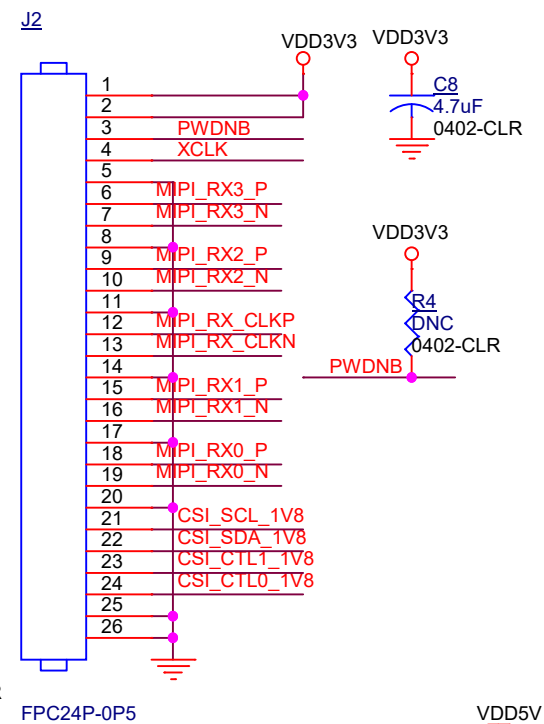 J2
VDD3V3
VDD3V3
C8
4.7uF
0402-CLR
1
2
3 PWDNB
4 XCLK
5
6 MIPI_RX3_P
7 MIPI_RX3_N
8
9 MIPI_RX2_P
10 MIPI_RX2_N
11
12 MIPI_RX_CLKP
13 MIPI_RX_CLKN
14
15 MIPI_RX1_P
16 MIPI_RX1_N
17
18 MIPI_RX0_P
19 MIPI_RX0_N
20
21 CSI_SCL_1V8
22 CSI_SDA_1V8
23 CSI_CTL1_1V8
24 CSI_CTL0_1V8
25
26
VDD3V3
R4
DNC
0402-CLR
PWDNB
FPC24P-0P5
VDD5V